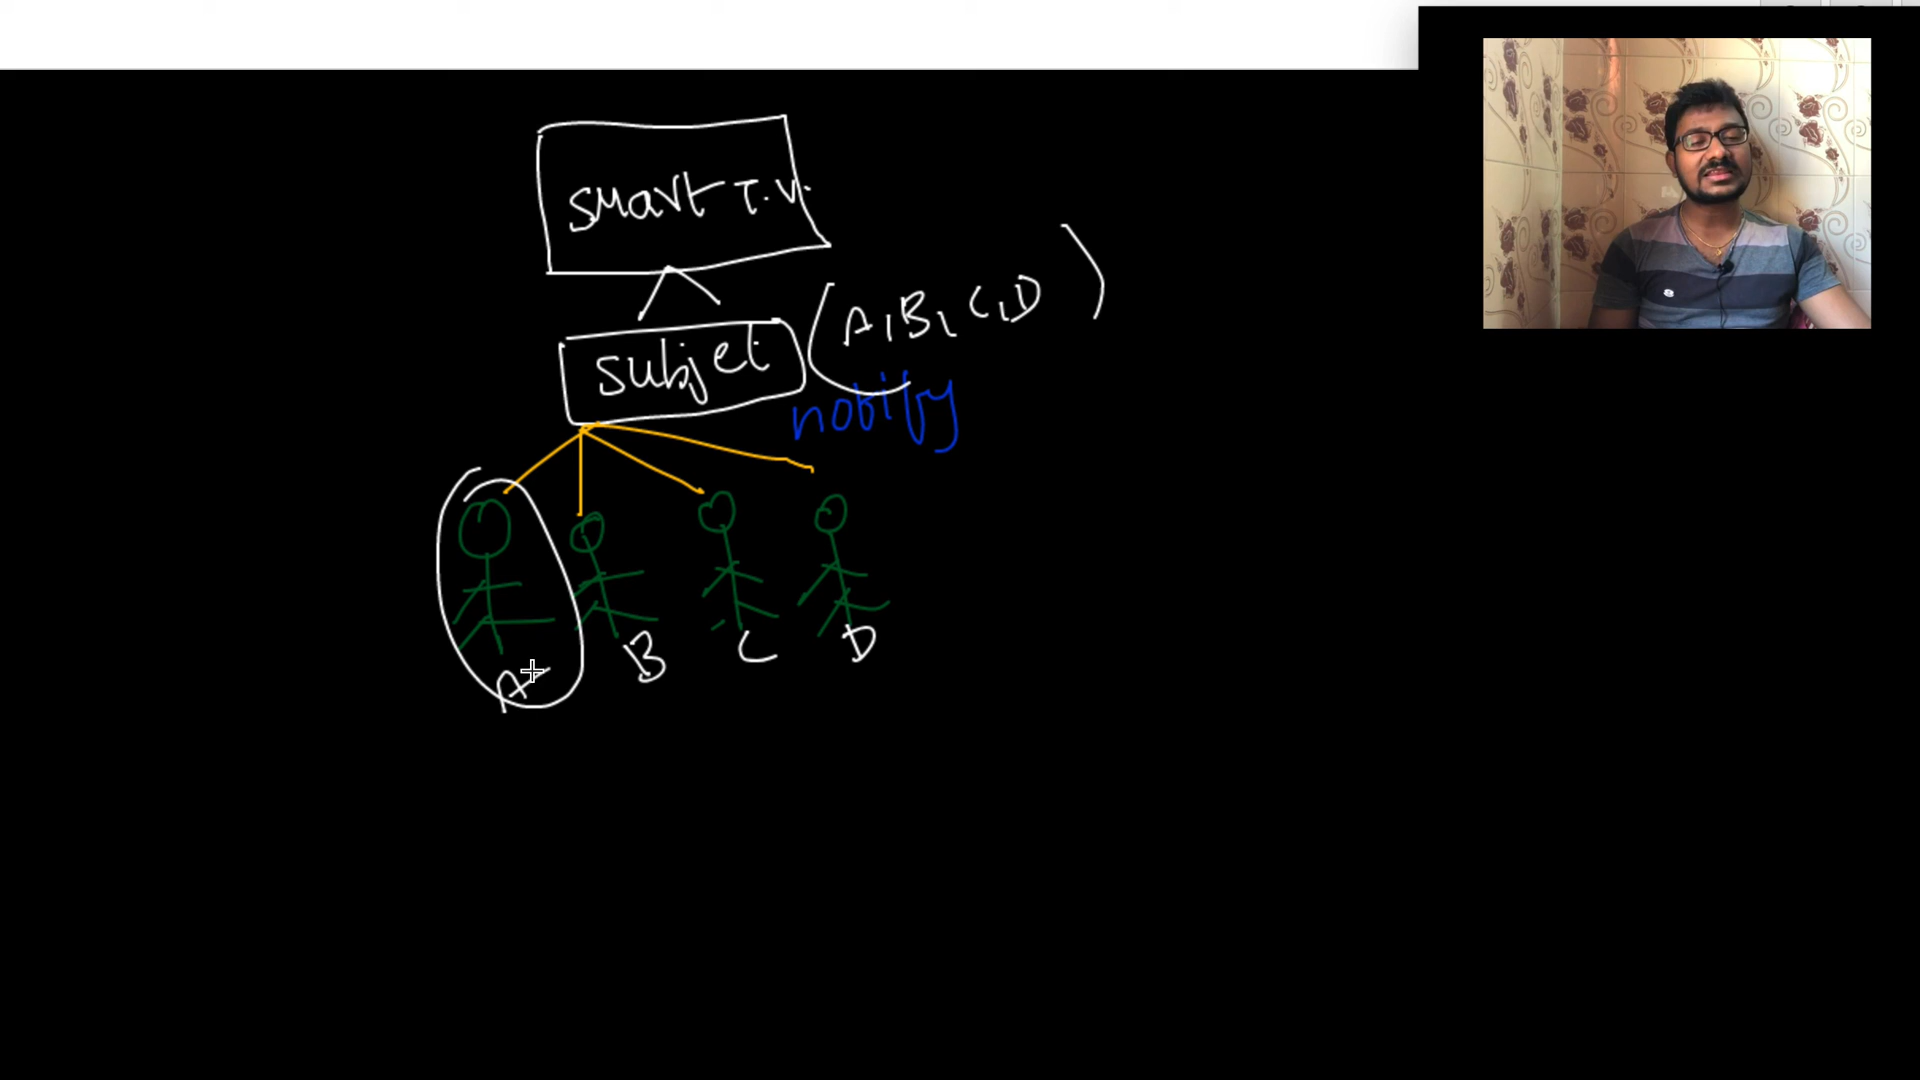 smart T.V.
subjet (A, B, C, D)
notify
A B C D